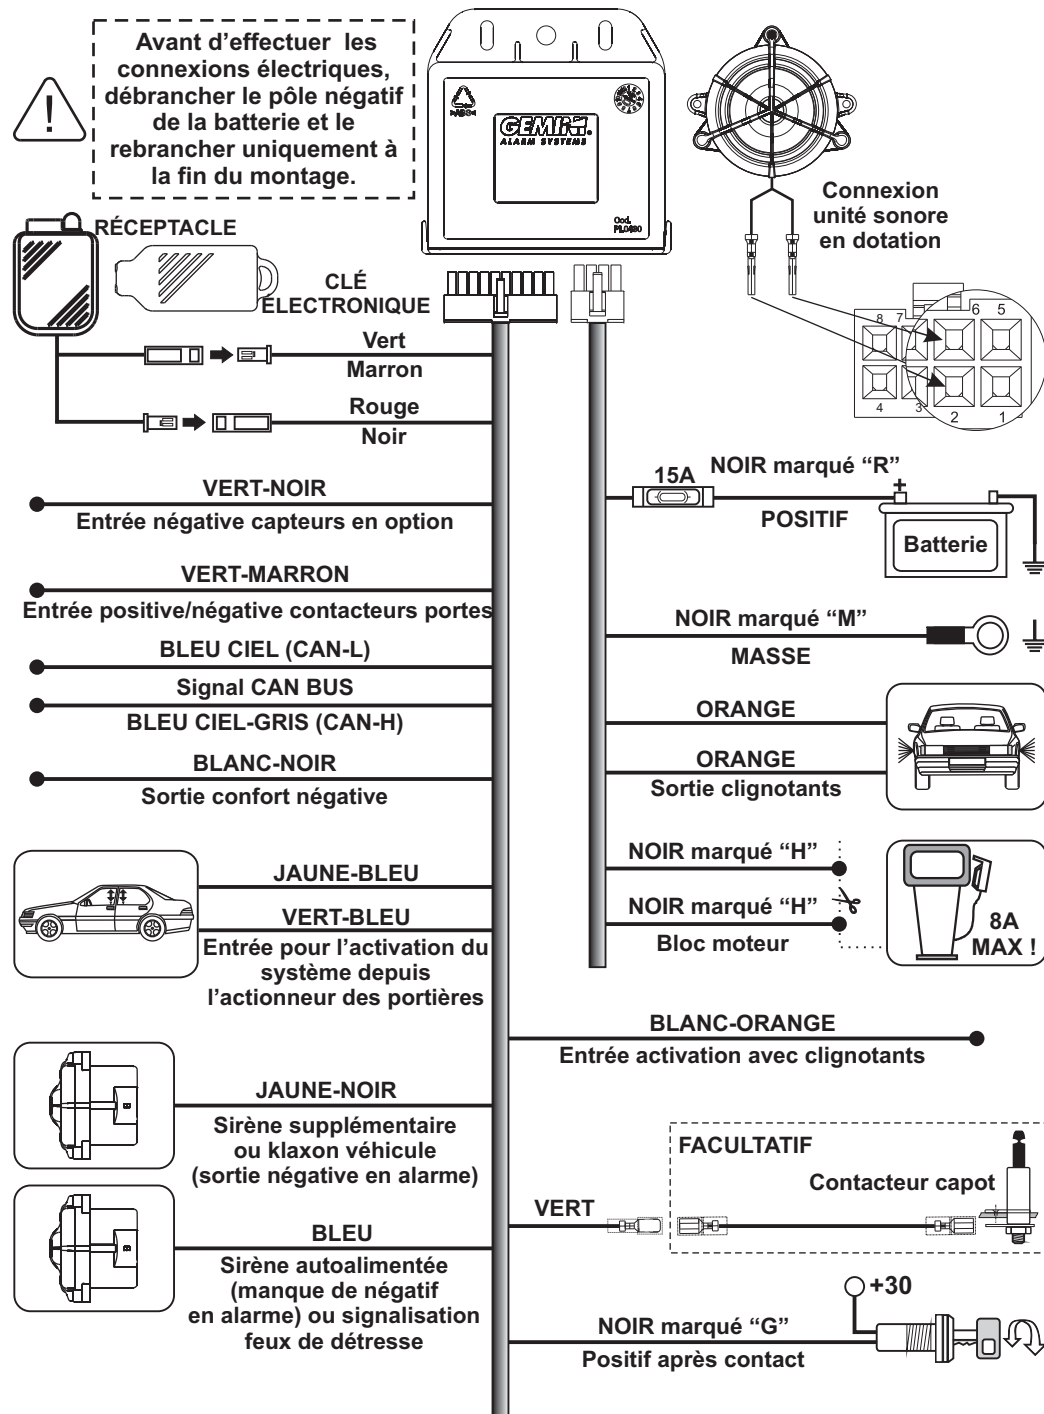 Avant d’effectuer les
connexions électriques,
débrancher le pôle négatif
de la batterie et le
rebrancher uniquement à
la fin du montage.
!
>ABS<
GEMINI®
ALARM SYSTEMS
Cod.
Connexion
unité sonore
en dotation
8 7 6 5
4 3 2 1
RÉCEPTACLE
CLÉ
ÉLECTRONIQUE
Vert
Marron
Rouge
Noir
VERT-NOIR
Entrée négative capteurs en option
VERT-MARRON
Entrée positive/négative contacteurs portes
BLEU CIEL (CAN-L)
Signal CAN BUS
BLEU CIEL-GRIS (CAN-H)
BLANC-NOIR
Sortie confort négative
JAUNE-BLEU
VERT-BLEU
Entrée pour l’activation du
système depuis
l’actionneur des portières
JAUNE-NOIR
Sirène supplémentaire
ou klaxon véhicule
(sortie négative en alarme)
BLEU
Sirène autoalimentée
(manque de négatif
en alarme) ou signalisation
feux de détresse
15A
NOIR marqué “R”
POSITIF
+
Batterie
NOIR marqué “M”
MASSE
ORANGE
ORANGE
Sortie clignotants
NOIR marqué “H”
NOIR marqué “H”
Bloc moteur
8A
MAX !
BLANC-ORANGE
Entrée activation avec clignotants
FACULTATIF
Contacteur capot
VERT
+30
NOIR marqué “G”
Positif après contact